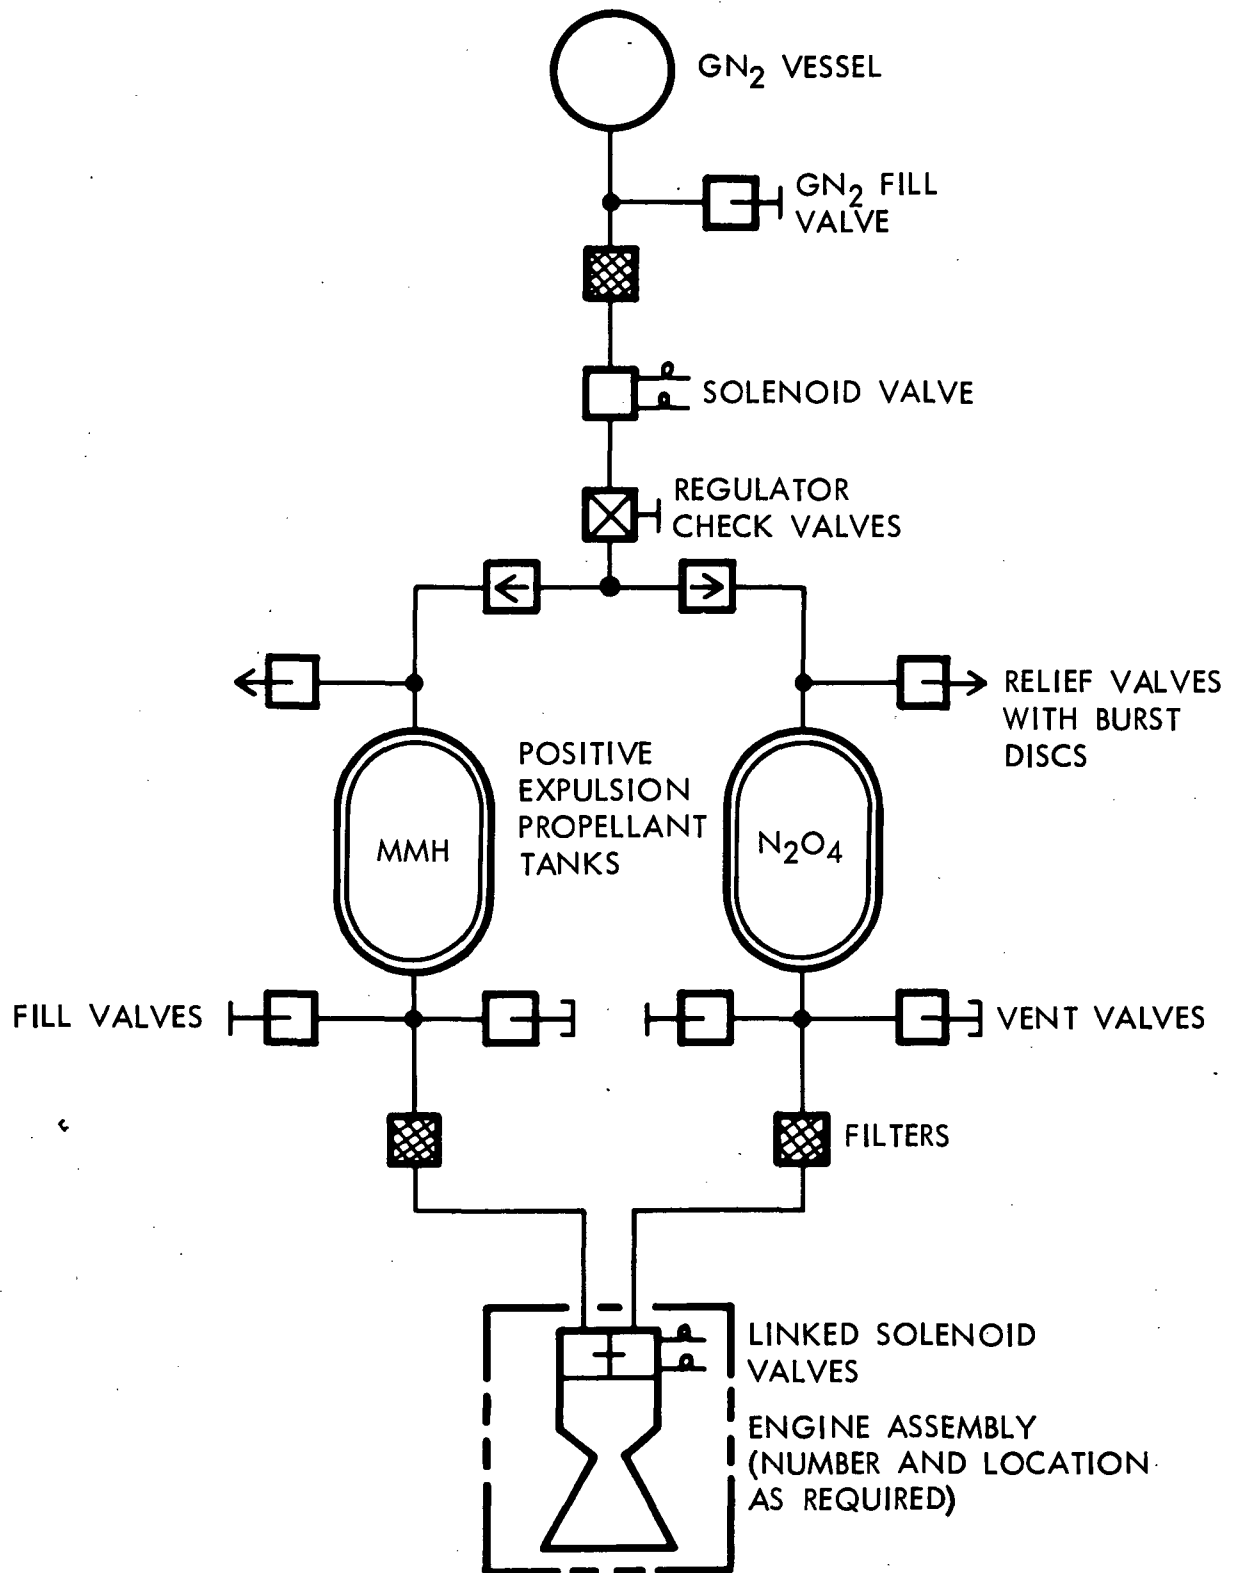 GN₂ VESSEL
GN₂ FILL
VALVE
SOLENOID VALVE
REGULATOR
CHECK VALVES
RELIEF VALVES
WITH BURST
DISCS
POSITIVE
EXPULSION
PROPELLANT
TANKS
MMH
N₂O₄
FILL VALVES
VENT VALVES
FILTERS
LINKED SOLENOID
VALVES
ENGINE ASSEMBLY
(NUMBER AND LOCATION
AS REQUIRED)